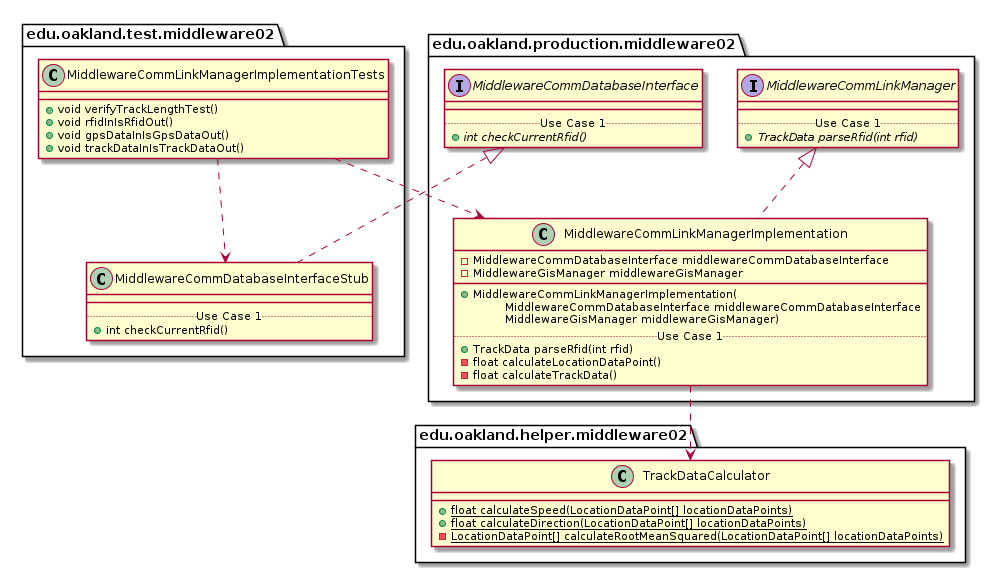 edu.oakland.test.middleware02
C MiddlewareCommLinkManagerImplementationTests
void verifyTrackLengthTest()
void rfidInIsRfidOut()
void gpsDataInIsGpsDataOut()
void trackDataInIsTrackDataOut()
C MiddlewareCommDatabaseInterfaceStub
Use Case 1
int checkCurrentRfid()
edu.oakland.production.middleware02
I MiddlewareCommDatabaseInterface
Use Case 1
int checkCurrentRfid()
I MiddlewareCommLinkManager
Use Case 1
TrackData parseRfid(int rfid)
C MiddlewareCommLinkManagerImplementation
MiddlewareCommDatabaseInterface middlewareCommDatabaseInterface
MiddlewareGisManager middlewareGisManager
MiddlewareCommLinkManagerImplementation(
MiddlewareCommDatabaseInterface middlewareCommDatabaseInterface
MiddlewareGisManager middlewareGisManager)
Use Case 1
TrackData parseRfid(int rfid)
float calculateLocationDataPoint()
float calculateTrackData()
edu.oakland.helper.middleware02
C TrackDataCalculator
float calculateSpeed(LocationDataPoint[] locationDataPoints)
float calculateDirection(LocationDataPoint[] locationDataPoints)
LocationDataPoint[] calculateRootMeanSquared(LocationDataPoint[] locationDataPoints)